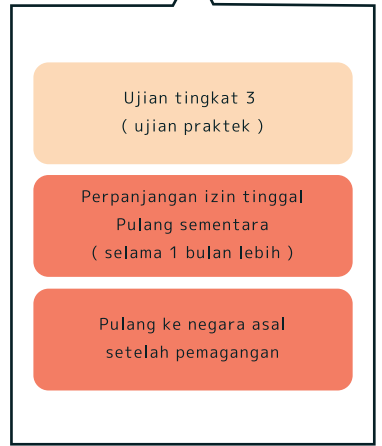 Ujian tingkat 3
( ujian praktek )
Perpanjangan izin tinggal
Pulang sementara
( selama 1 bulan lebih )
Pulang ke negara asal
setelah pemagangan